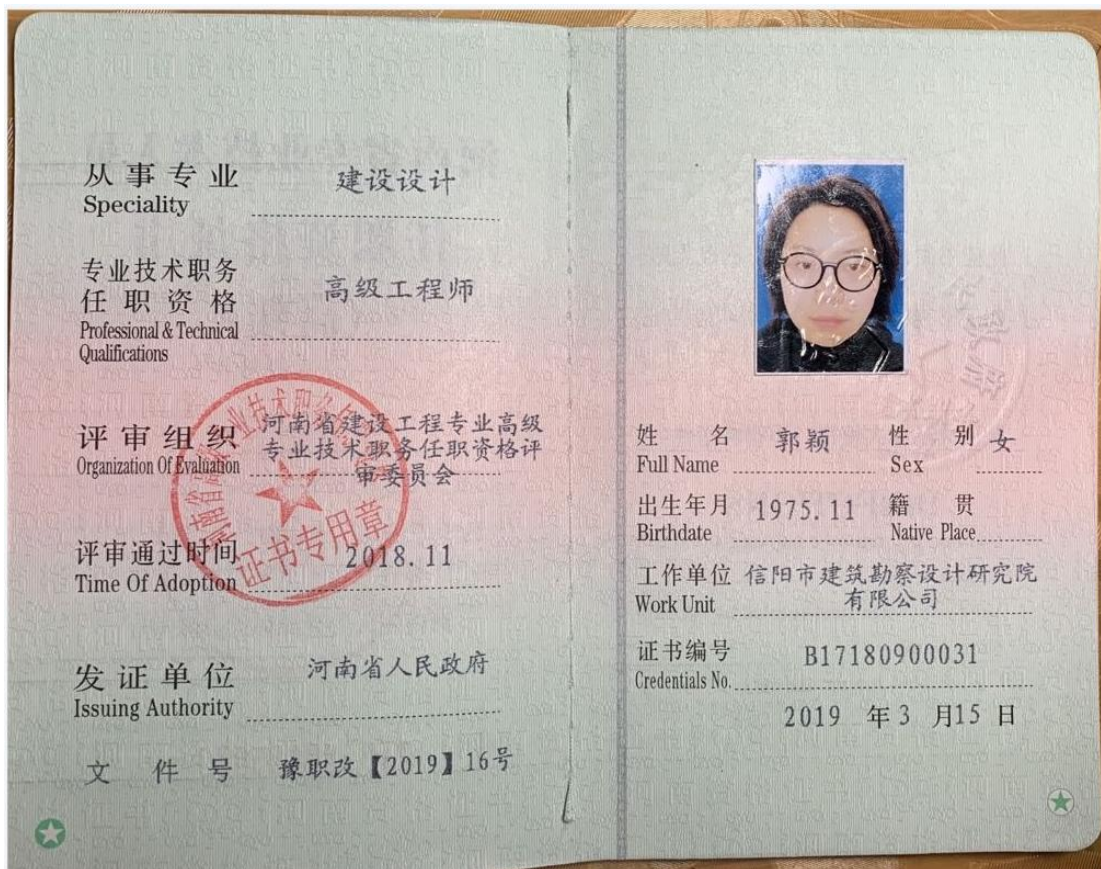 从事专业 建设设计
Speciality
专业技术职务
任职资格 高级工程师
Professional & Technical
Qualifications
评审组织 河南省建设工程专业高级
Organization Of Evaluation 专业技术职务任职资格评
审委员会
证书专用章
评审通过时间 2018.11
Time Of Adoption
发证单位 河南省人民政府
Issuing Authority
文件号 豫职改【2019】16号
姓名 郭颖 性别 女
Full Name Sex
出生年月 1975.11 籍贯
Birthdate Native Place
工作单位 信阳市建筑勘察设计研究院
Work Unit 有限公司
证书编号 B17180900031
Credentials No.
2019 年 3 月 15 日